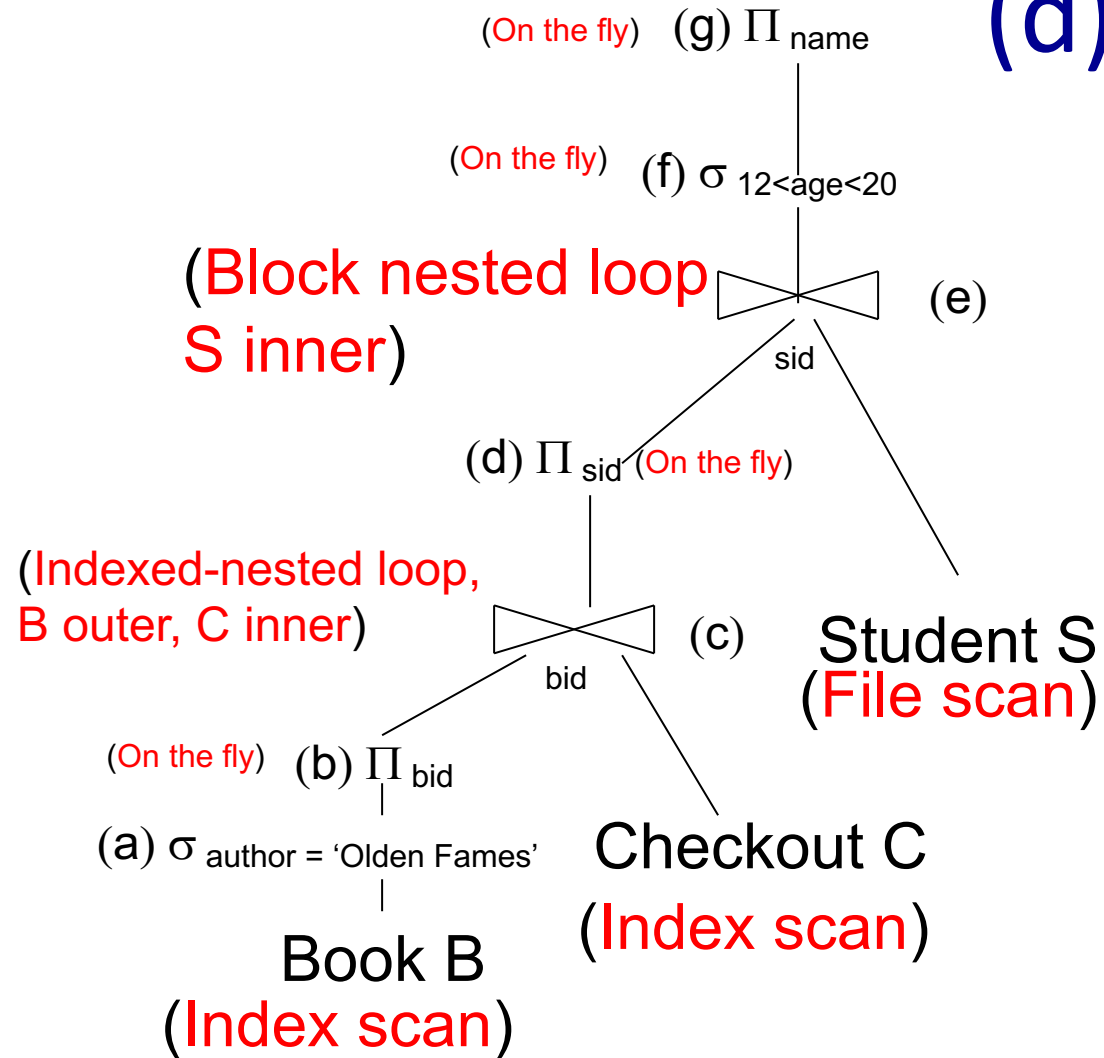 (On the fly) (g) Π name
(d)
(On the fly) (f) σ 12<age<20
(Block nested loop
S inner)
(e)
sid
(d) Π sid (On the fly)
(Indexed-nested loop,
B outer, C inner)
(c)
bid
Student S
(File scan)
(On the fly) (b) Π bid
(a) σ author = ‘Olden Fames’
Checkout C
(Index scan)
Book B
(Index scan)